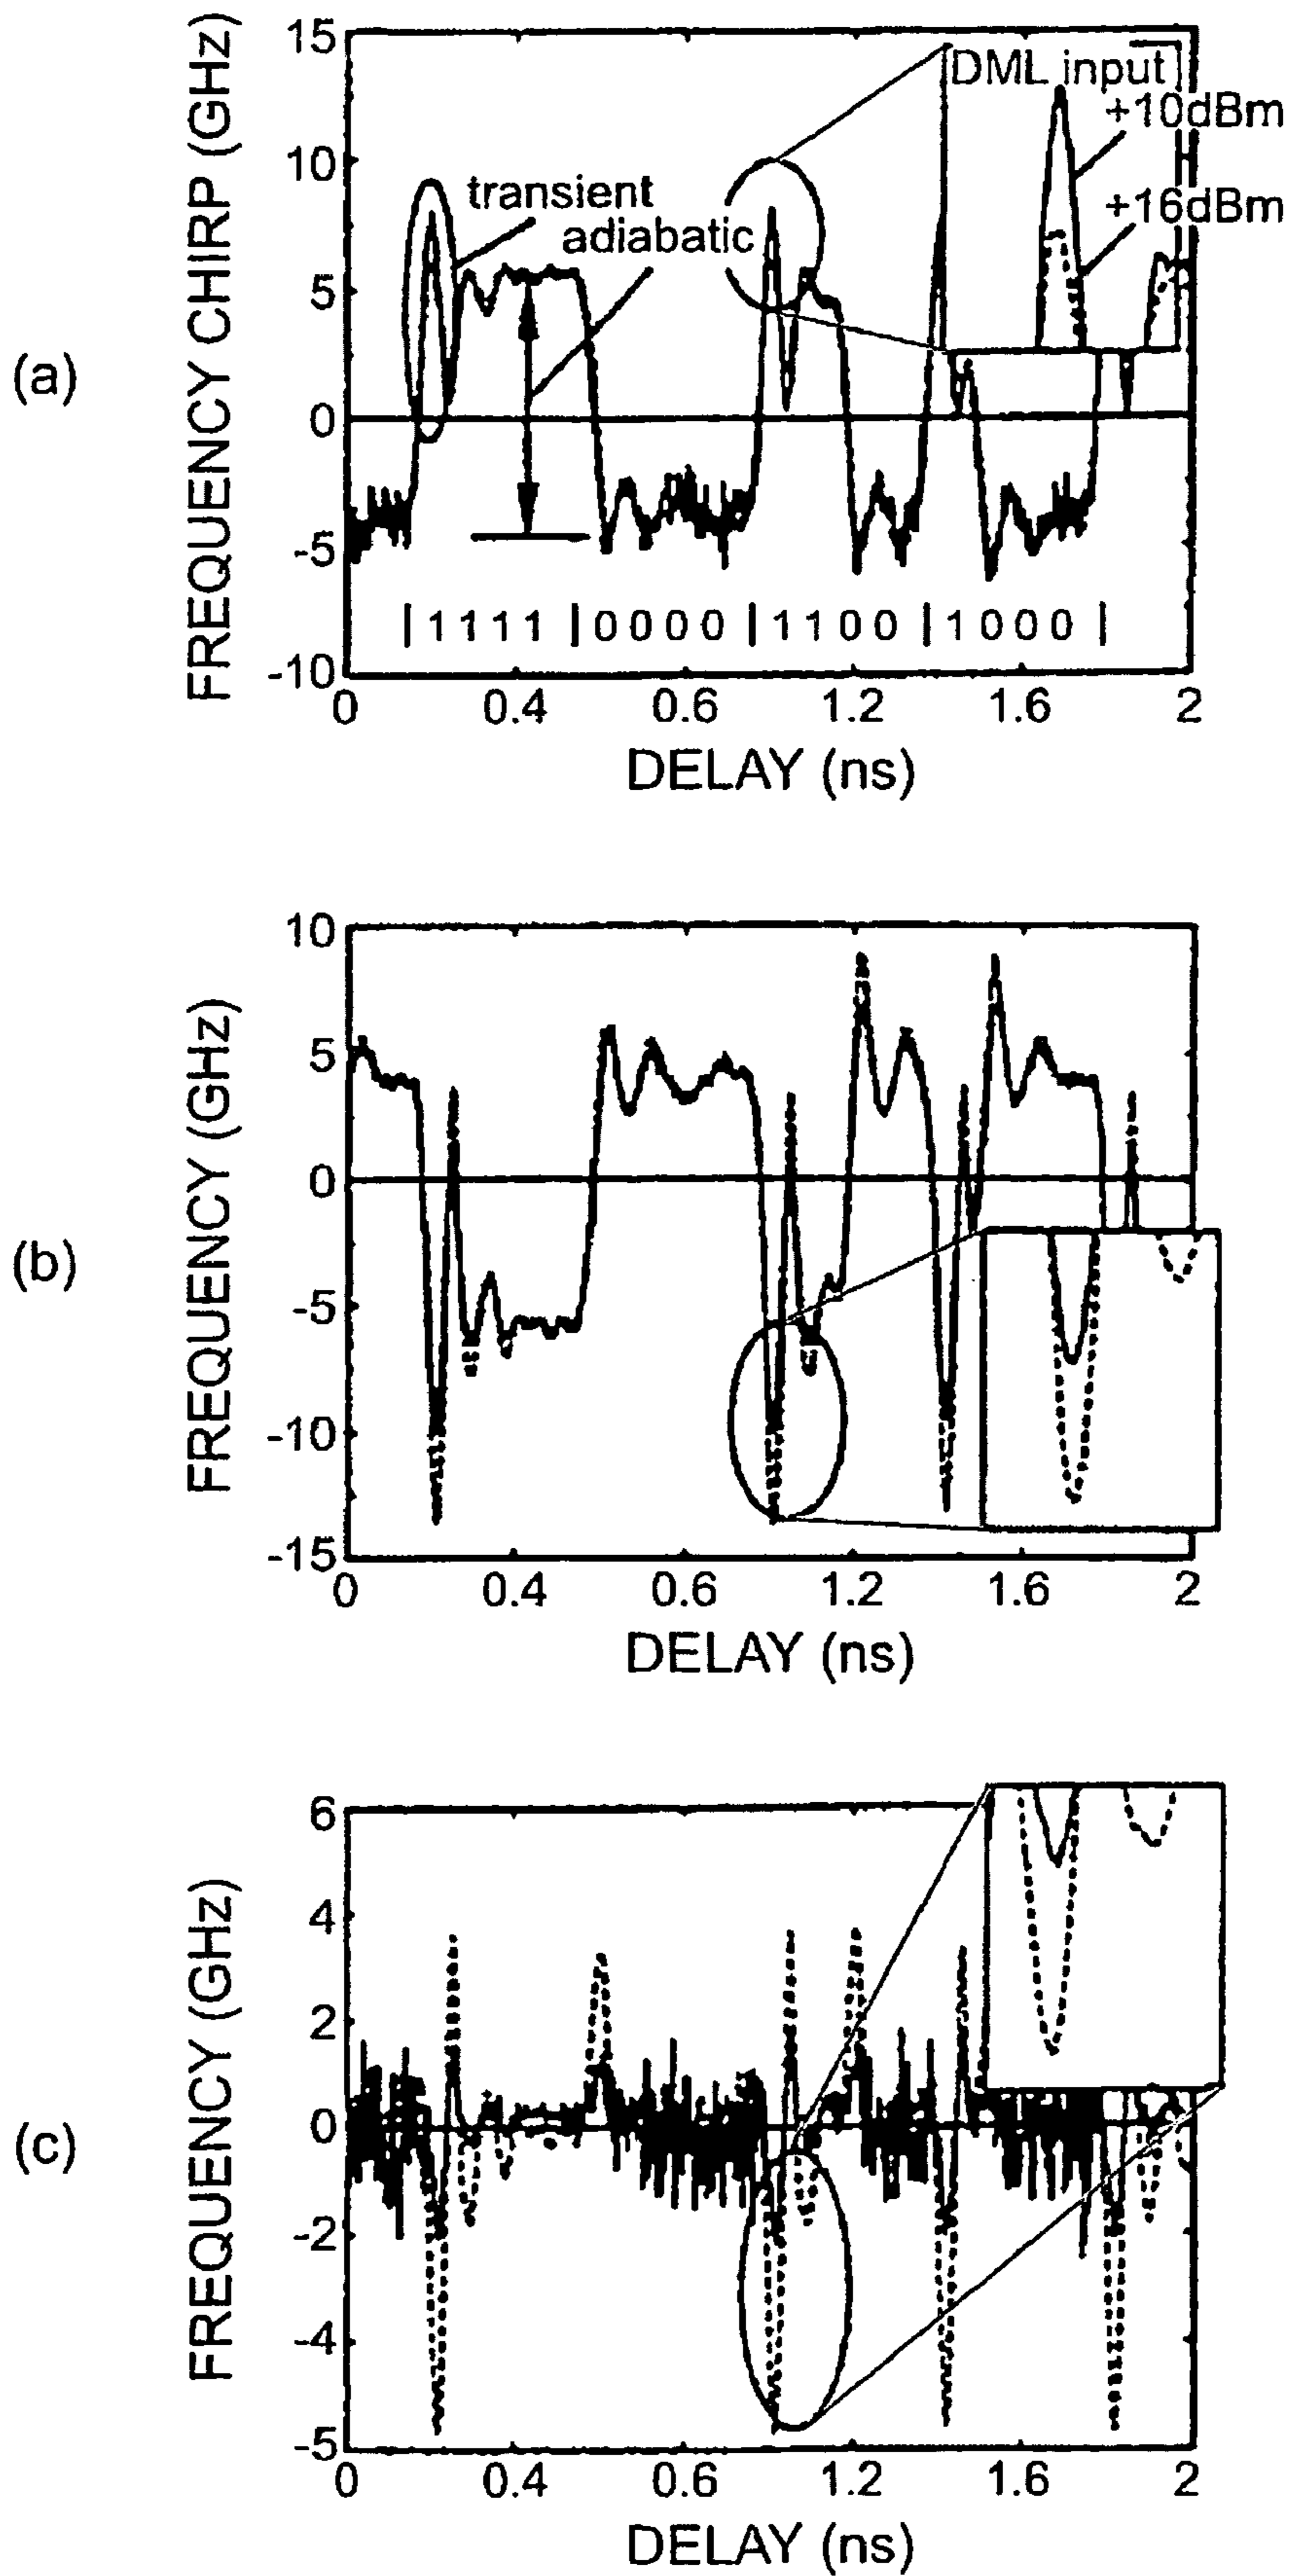 (a)
FREQUENCY CHIRP (GHz)
15
10
5
0
-5
-10
transient
adiabatic
DML input
+10dBm
+16dBm
|1111|0000|1100|1000|
0 0.4 0.6 1.2 1.6 2
DELAY (ns)
(b)
FREQUENCY (GHz)
10
5
0
-5
-10
-15
0 0.4 0.6 1.2 1.6 2
DELAY (ns)
(c)
FREQUENCY (GHz)
6
4
2
0
-2
-4
-5
0 0.4 0.6 1.2 1.6 2
DELAY (ns)